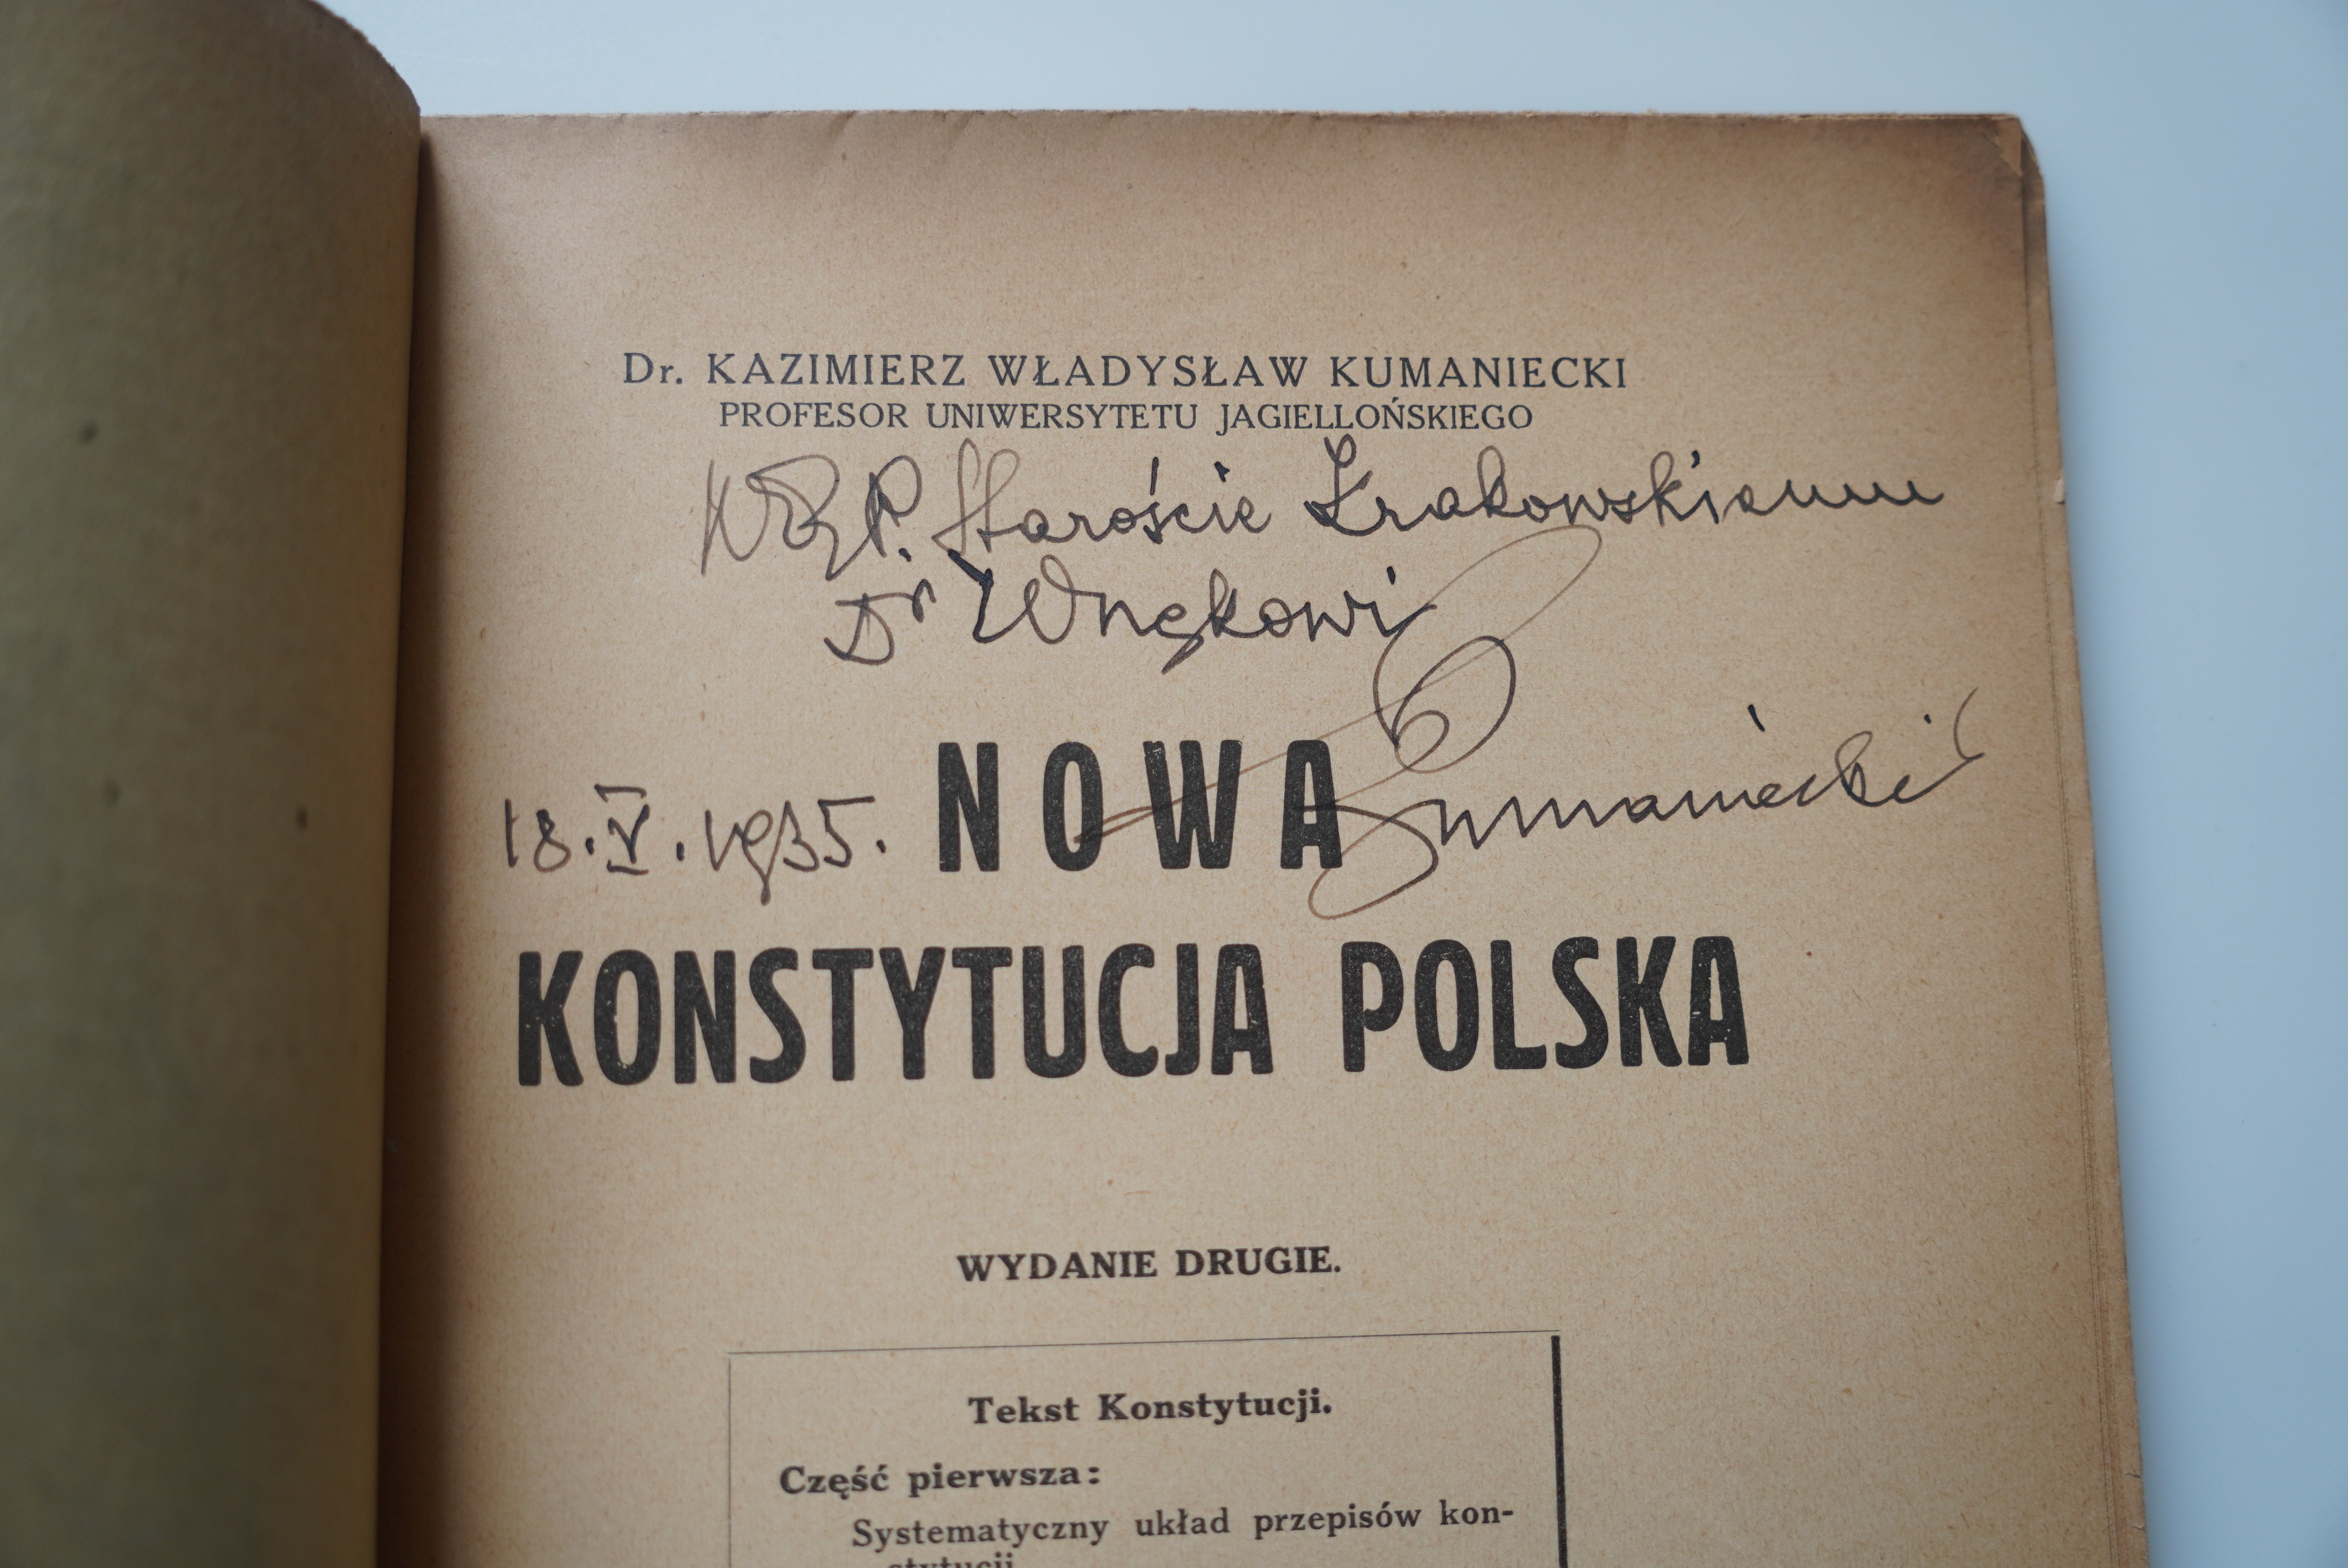 Dr. KAZIMIERZ WŁADYSŁAW KUMANIECKI
PROFESOR UNIWERSYTETU JAGIELLOŃSKIEGO
P. Staroście Krakowskiemu
Dr Wnękowi
Kumaniecki
18.V.1935.
NOWA
KONSTYTUCJA POLSKA
WYDANIE DRUGIE.
Tekst Konstytucji.
Część pierwsza:
Systematyczny układ przepisów kon-
stytucji